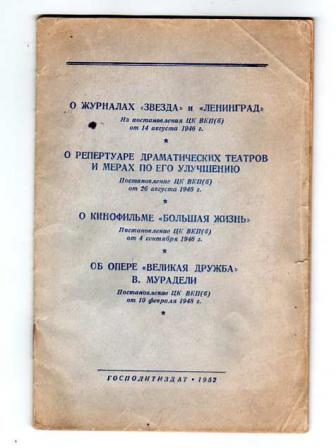 О ЖУРНАЛАХ «ЗВЕЗДА» и «ЛЕНИНГРАД»
Из постановления ЦК ВКП(б)
от 14 августа 1946 г.
★
О РЕПЕРТУАРЕ ДРАМАТИЧЕСКИХ ТЕАТРОВ
И МЕРАХ ПО ЕГО УЛУЧШЕНИЮ
Постановление ЦК ВКП(б)
от 26 августа 1946 г.
★
О КИНОФИЛЬМЕ «БОЛЬШАЯ ЖИЗНЬ»
Постановление ЦК ВКП(б)
от 4 сентября 1946 г.
★
ОБ ОПЕРЕ «ВЕЛИКАЯ ДРУЖБА»
В. МУРАДЕЛИ
Постановление ЦК ВКП(б)
от 10 февраля 1948 г.
★
ГОСПОЛИТИЗДАТ • 1952